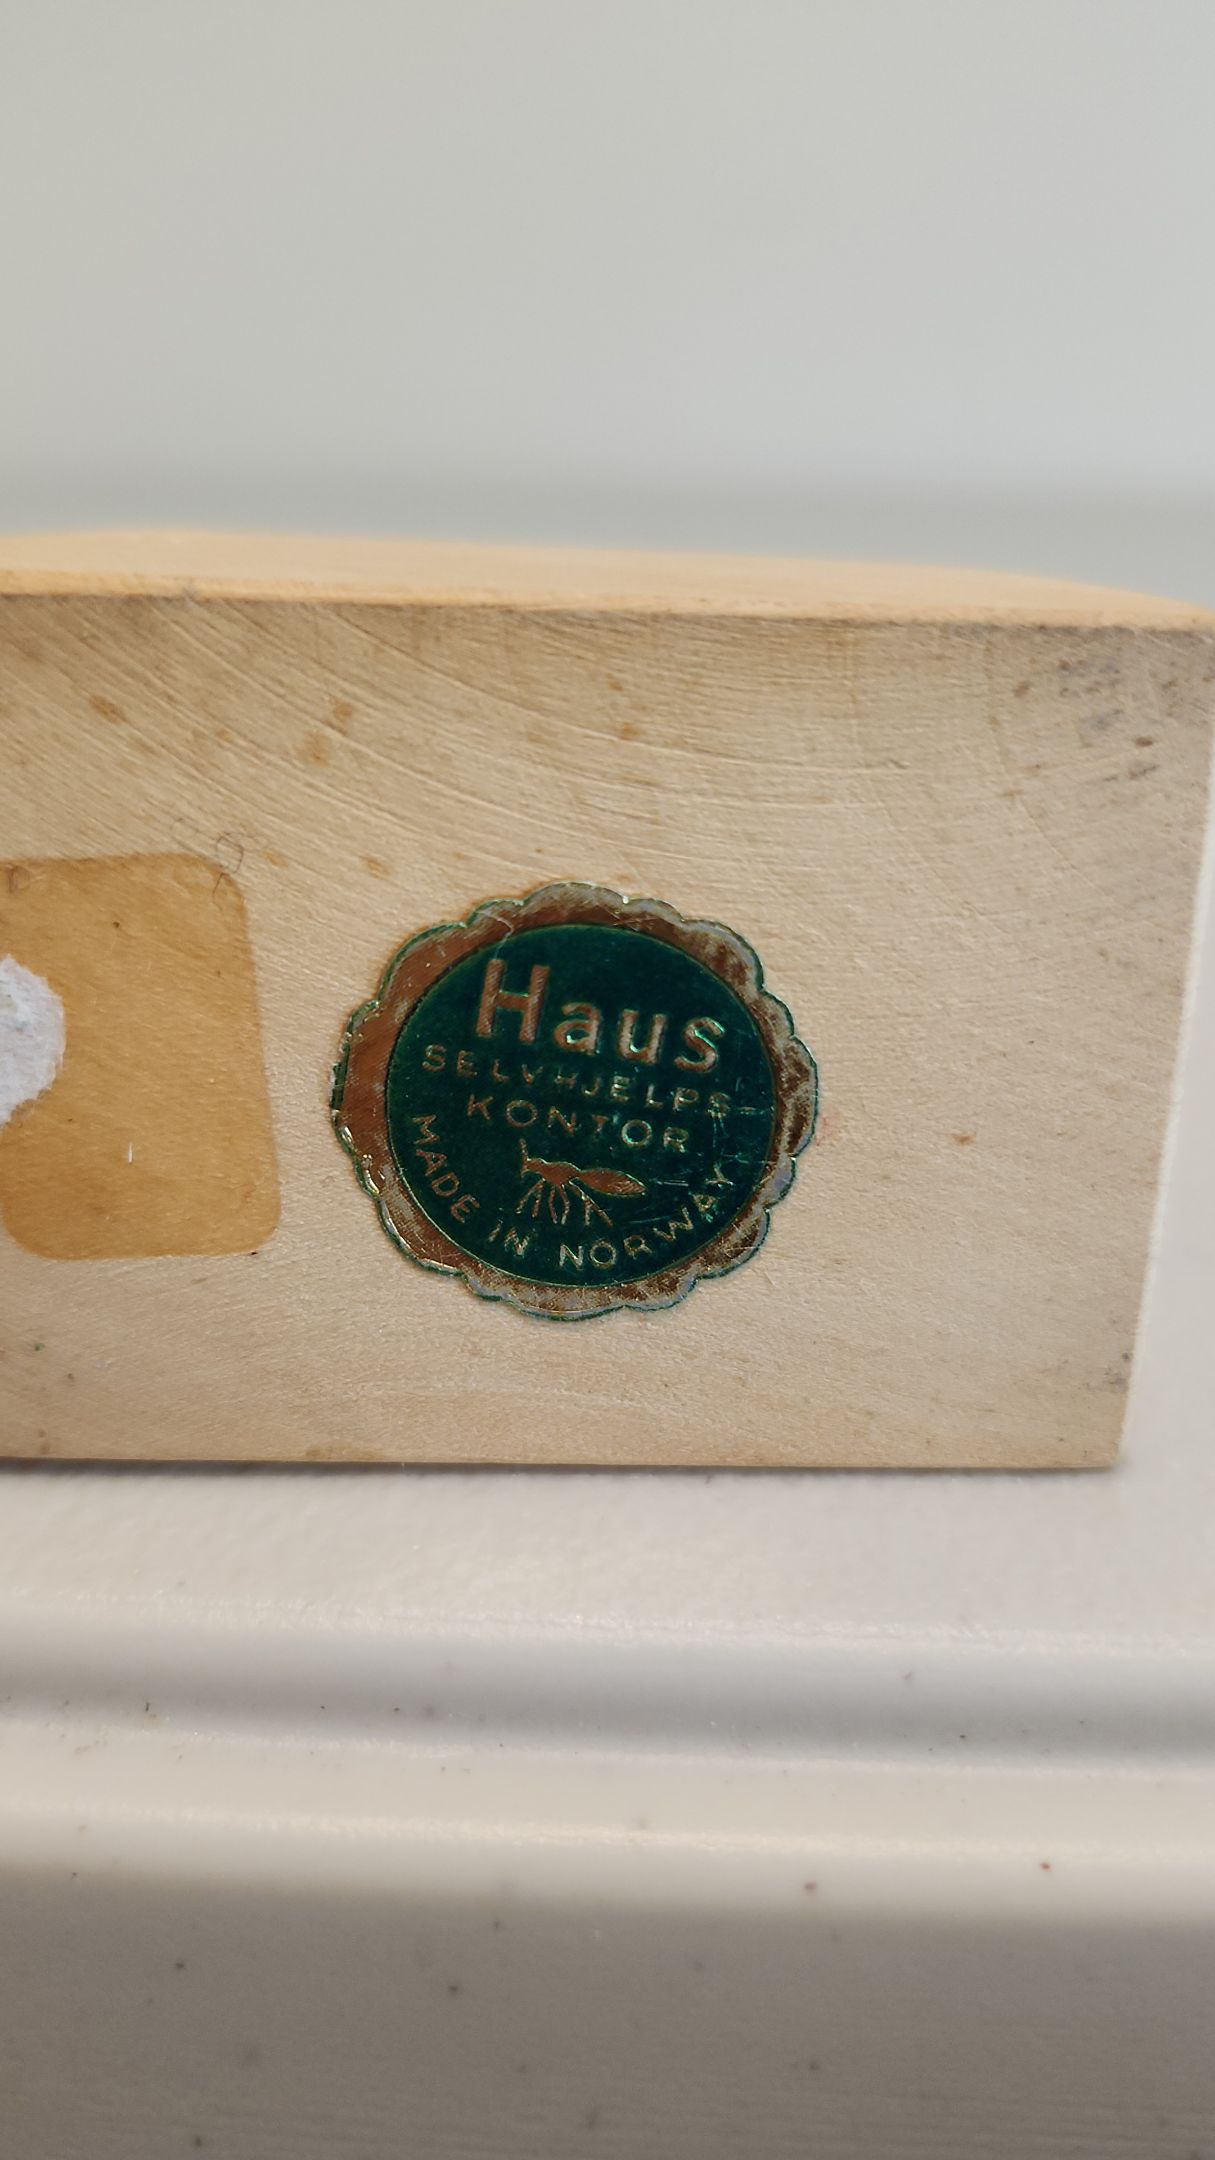 Haus
SELVHJELPS-
KONTOR
MADE IN NORWAY